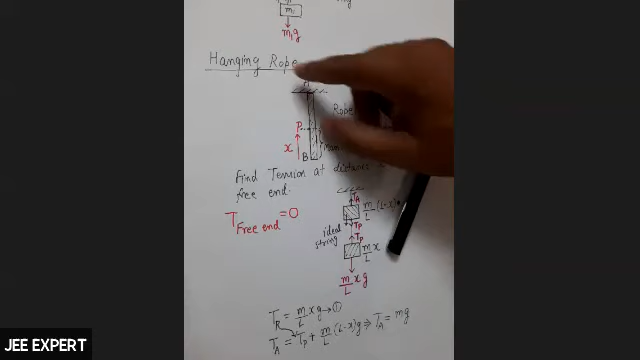 m₁
m₁g
Hanging Rope
A
Rope
P
x
B
Find Tension at distance
free end.
T Free end = 0
T_A
m/L (L-x)g
T_P
ideal
string
T_P
m/L x
m/L x g
T_P = m/L x g → ①
T_A = T_P + m/L (L-x)g ⇒ T_A = mg
JEE EXPERT